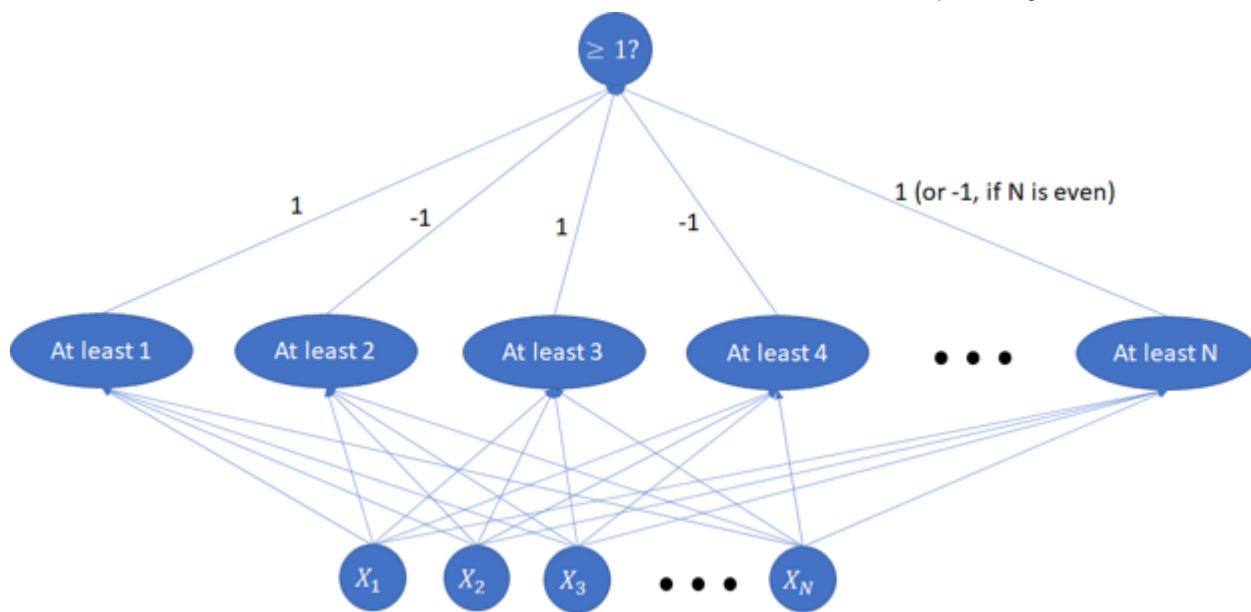 ≥ 1?
1
-1
1
-1
1 (or -1, if N is even)
At least 1
At least 2
At least 3
At least 4
• • •
At least N
X₁
X₂
X₃
• • •
X_N